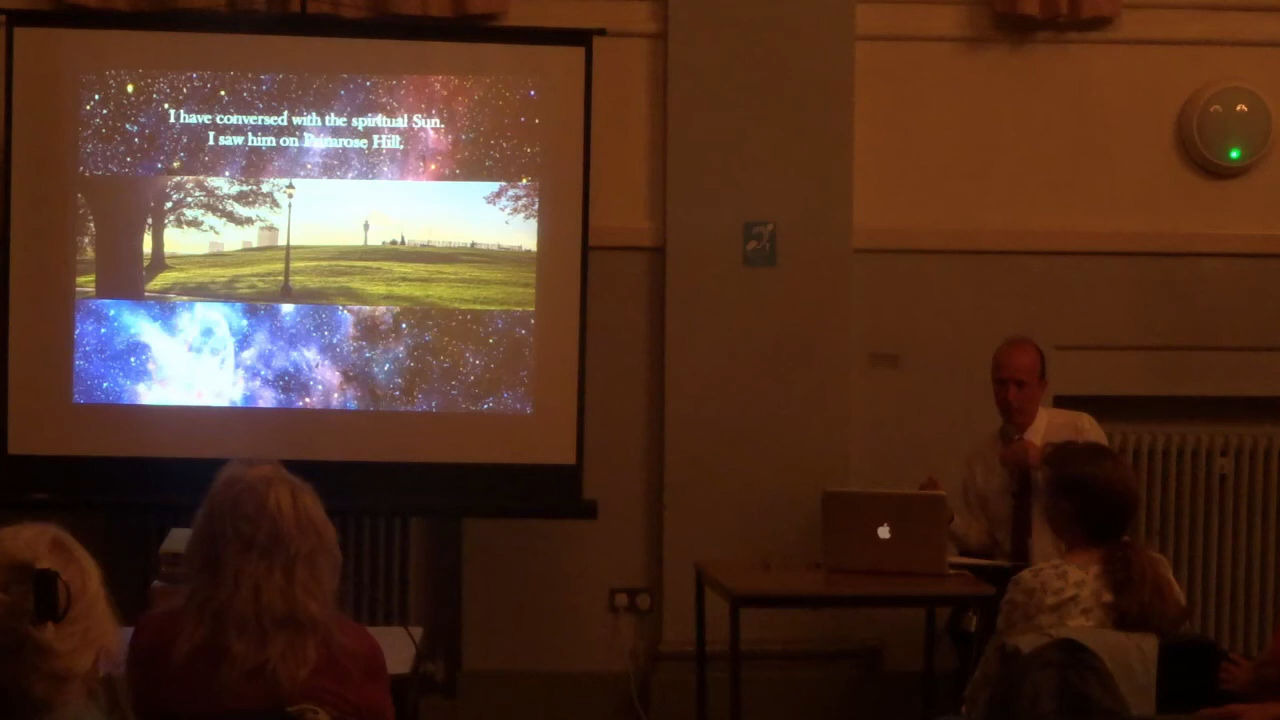 I have conversed with the spiritual Sun.
I saw him on Primrose Hill.